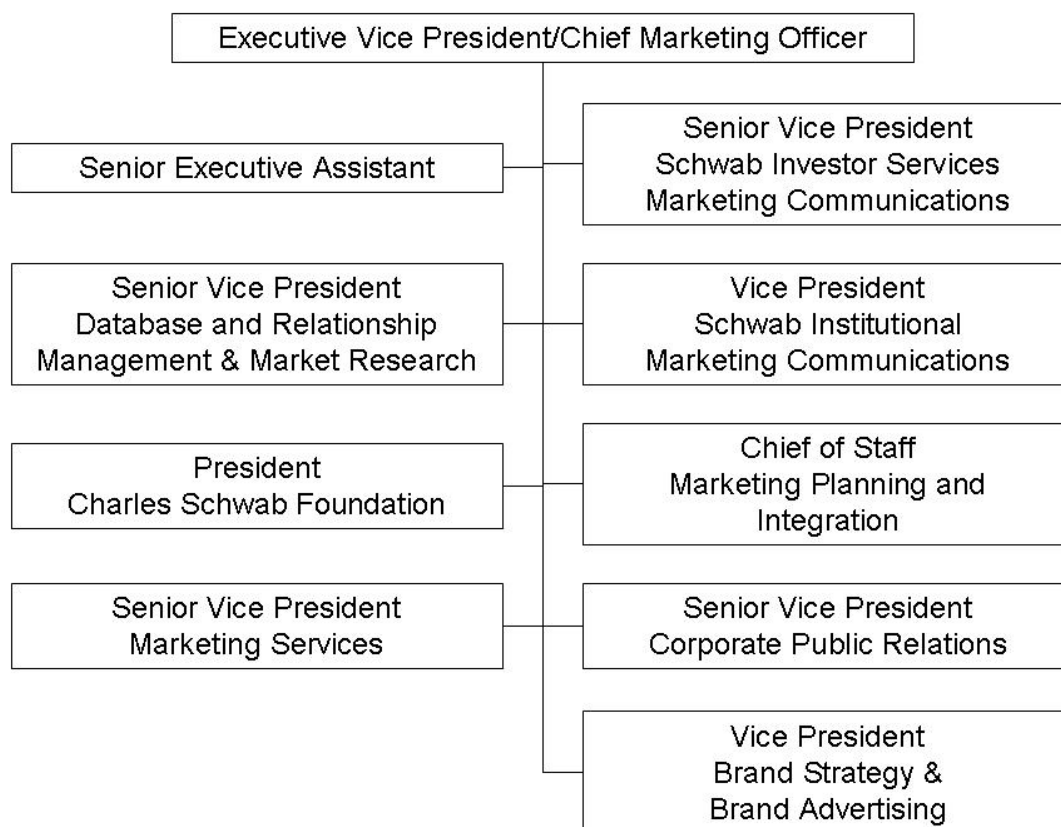 Executive Vice President/Chief Marketing Officer
Senior Executive Assistant
Senior Vice President
Schwab Investor Services
Marketing Communications
Senior Vice President
Database and Relationship
Management & Market Research
Vice President
Schwab Institutional
Marketing Communications
President
Charles Schwab Foundation
Chief of Staff
Marketing Planning and
Integration
Senior Vice President
Marketing Services
Senior Vice President
Corporate Public Relations
Vice President
Brand Strategy &
Brand Advertising